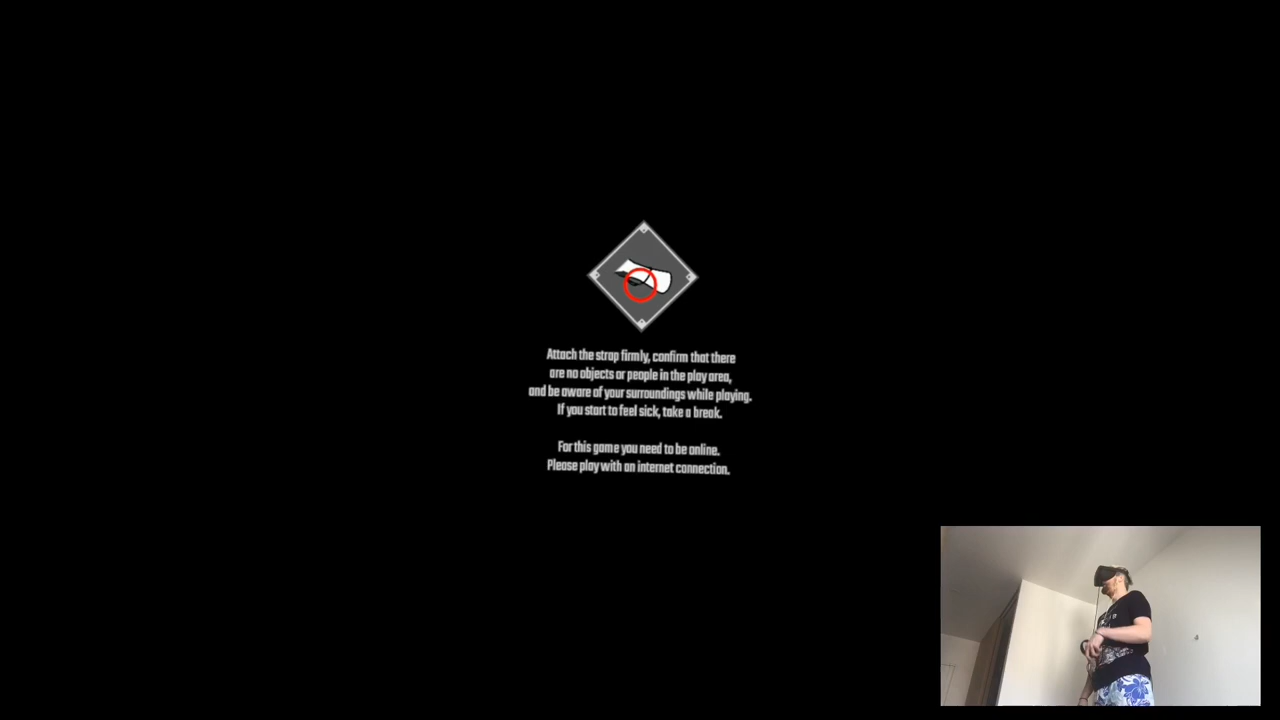 Attach the strap firmly, confirm that there
are no objects or people in the play area,
and be aware of your surroundings while playing.
If you start to feel sick, take a break.
For this game you need to be online.
Please play with an internet connection.